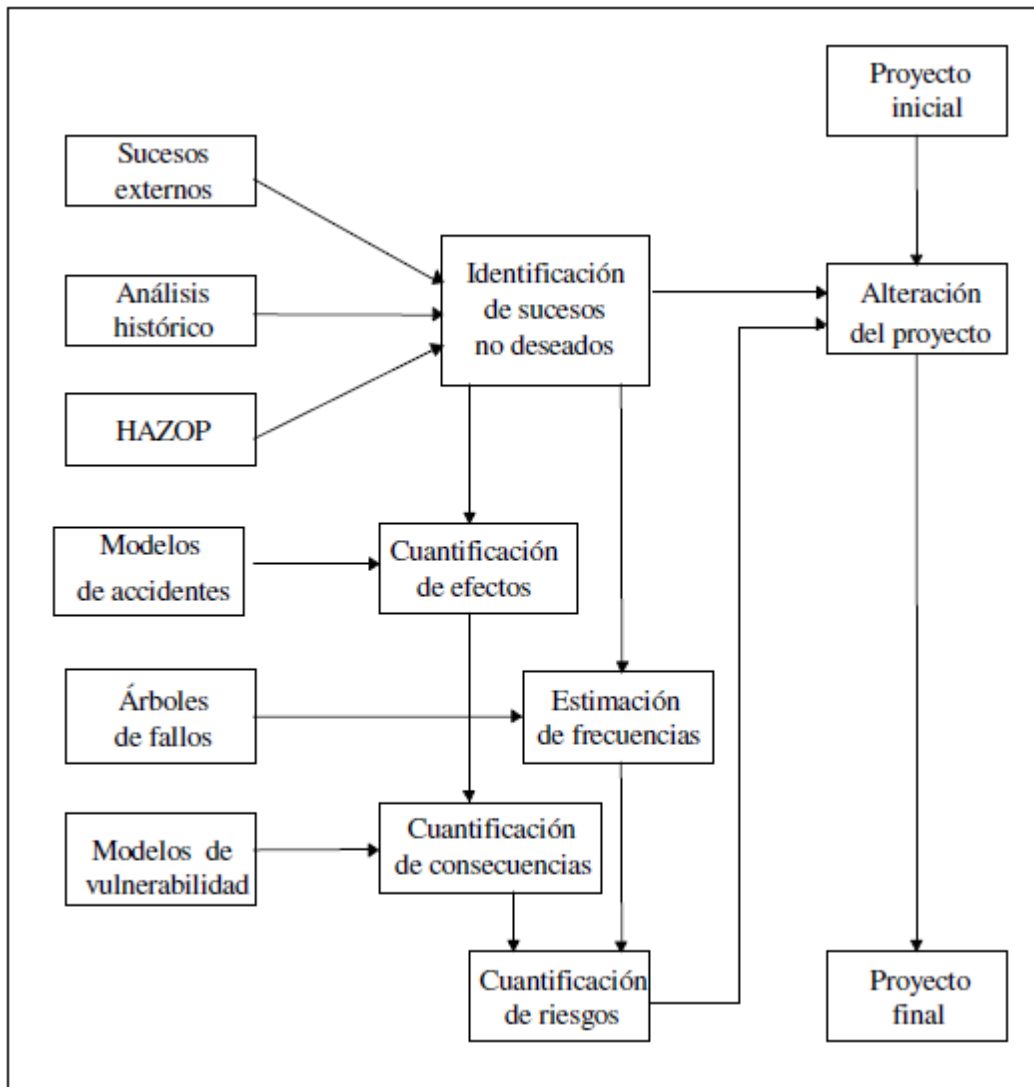 Proyecto
inicial
Sucesos
externos
Identificación
de sucesos
no deseados
Análisis
histórico
Alteración
del proyecto
HAZOP
Modelos
de accidentes
Cuantificación
de efectos
Árboles
de fallos
Estimación
de frecuencias
Modelos de
vulnerabilidad
Cuantificación
de consecuencias
Cuantificación
de riesgos
Proyecto
final